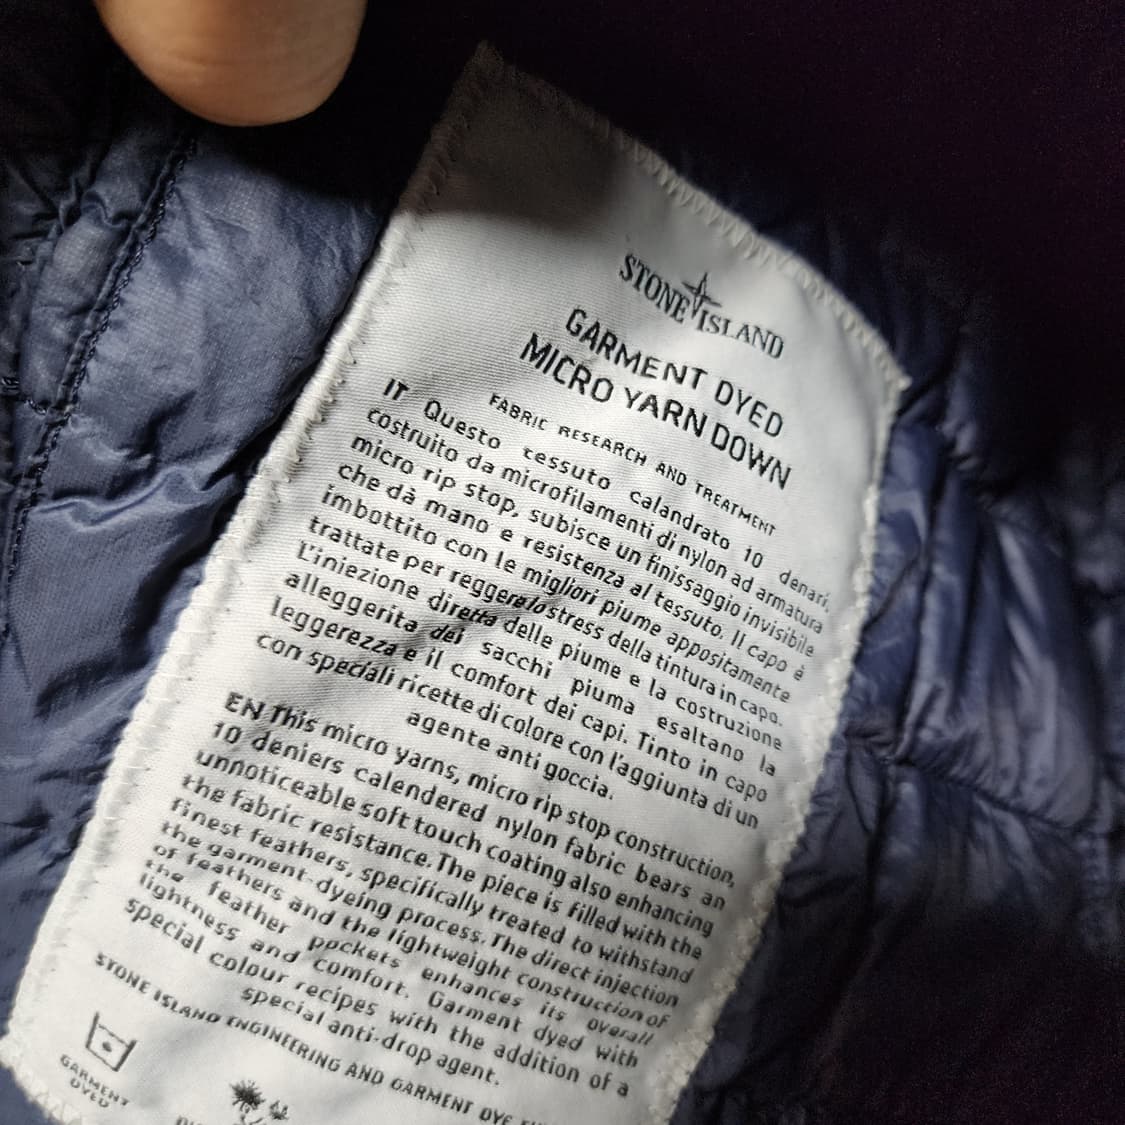 STONE ISLAND
GARMENT DYED
MICRO YARN DOWN
FABRIC RESEARCH AND TREATMENT
IT Questo tessuto calandrato 10 denari,
costruito da microfilamenti di nylon ad armatura
micro rip stop, subisce un finissaggio invisibile
che dà mano e resistenza al tessuto. Il capo è
imbottito con le migliori piume appositamente
trattate per reggere lo stress della tintura in capo.
L'iniezione diretta delle piume e la costruzione
alleggerita dei sacchi piuma esaltano la
leggerezza e il comfort dei capi. Tinto in capo
con speciali ricette di colore con l'aggiunta di un
agente anti goccia.
EN This micro yarns, micro rip stop construction,
10 deniers calendered nylon fabric bears an
unnoticeable soft touch coating also enhancing
the fabric resistance. The piece is filled with the
finest feathers, specifically treated to withstand
the garment-dyeing process. The direct injection
of feathers and the lightweight construction of
the feather pockets enhances its overall
lightness and comfort. Garment dyed with
special colour recipes with the addition of a
special anti-drop agent.
STONE ISLAND ENGINEERING AND GARMENT DYE
GARMENT
DYED